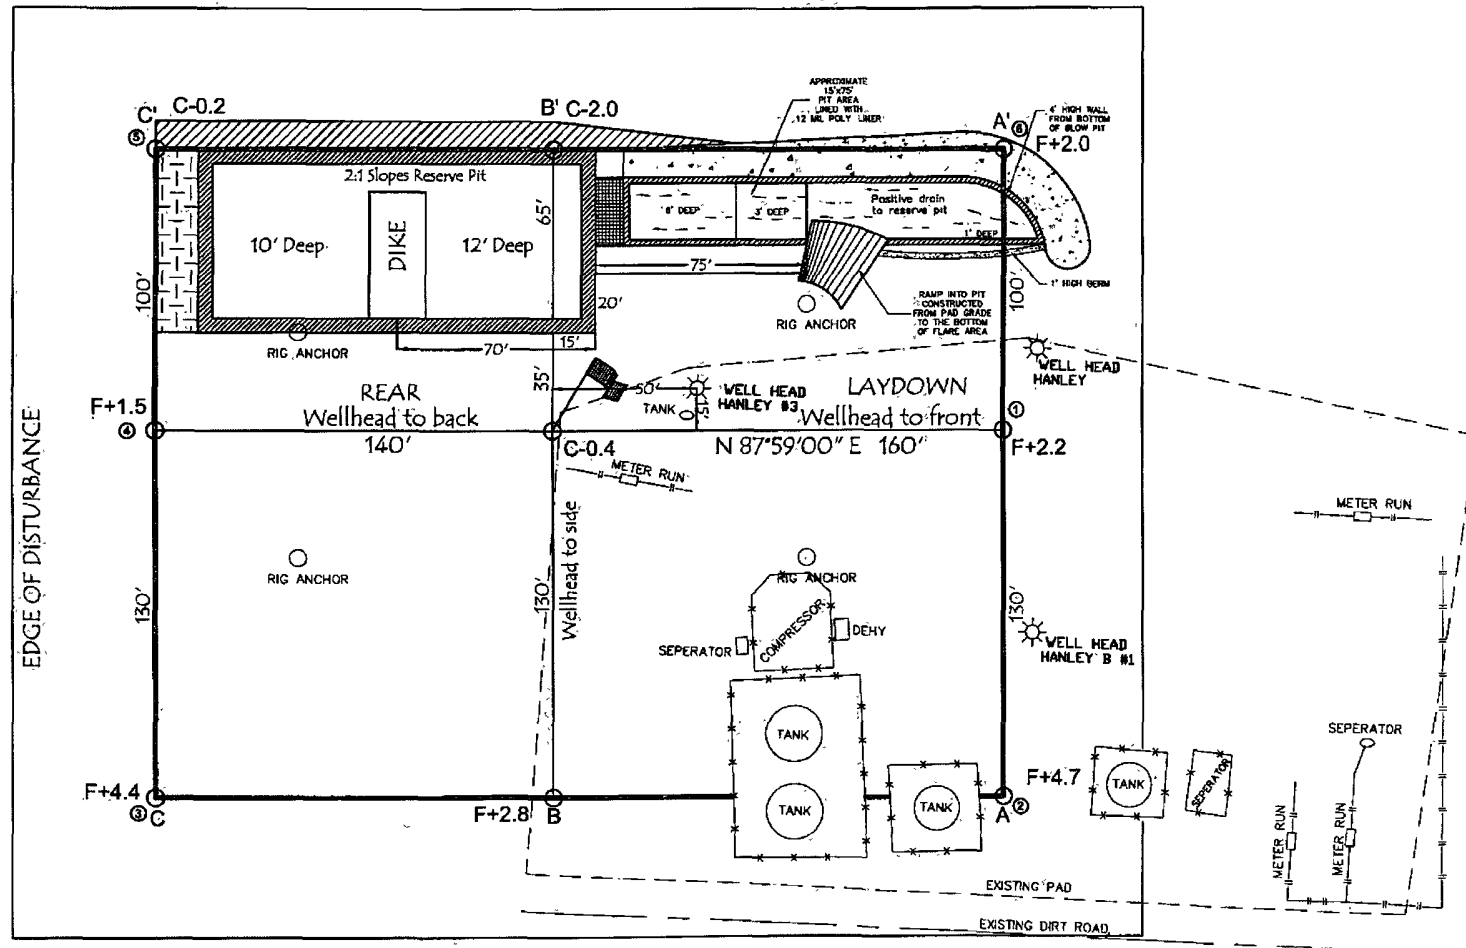 C' C-0.2
B' C-2.0
APPROXIMATE
15'x75'
PIT AREA
LINED WITH
12 MIL POLY LINER
A' ⑥
F+2.0
4' HIGH WALL
FROM BOTTOM
OF BLOW PIT
⑤
2:1 Slopes Reserve Pit
65'
10' Deep
DIKE
12' Deep
3' DEEP
Positive drain
to reserve pit
1' DEEP
75'
1' HIGH BERM
100'
20'
100'
RAMP INTO PIT
CONSTRUCTED
FROM PAD GRADE
TO THE BOTTOM
OF FLARE AREA
RIG ANCHOR
RIG ANCHOR
70'
15'
WELL HEAD
HANLEY
REAR
Wellhead to back
140'
35'
50'
WELL HEAD
HANLEY #3
TANK
15'
LAYDOWN
Wellhead to front
N 87°59'00" E 160'
F+1.5
④
①
F+2.2
C-0.4
METER RUN
METER RUN
EDGE OF DISTURBANCE
Wellhead to side
RIG ANCHOR
RIG ANCHOR
130'
130'
130'
COMPRESSOR
SEPERATOR
DEHY
WELL HEAD
HANLEY B #1
TANK
TANK
TANK
F+4.7
TANK
SEPERATOR
SEPERATOR
METER RUN
METER RUN
F+4.4
③ C
F+2.8 B
A ②
EXISTING PAD
EXISTING DIRT ROAD